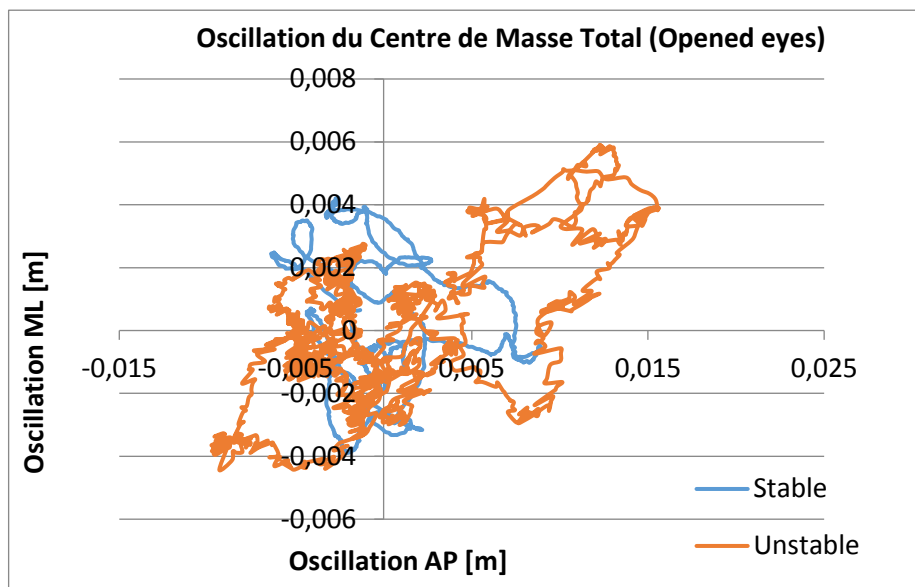 Oscillation du Centre de Masse Total (Opened eyes)
0,008
0,006
0,004
0,002
0
-0,002
-0,004
-0,006
-0,015
-0,005
0,005
0,015
0,025
Oscillation ML [m]
Oscillation AP [m]
Stable
Unstable